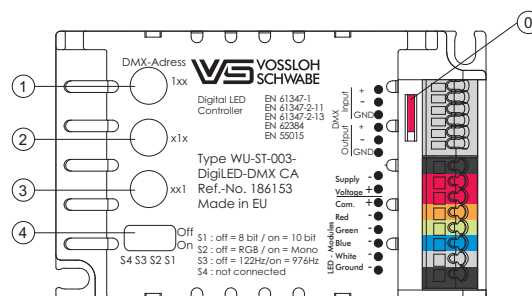 0
DMX-Adress
1
1xx
VS VOSSLOH
SCHWABE
Digital LED
Controller
EN 61347-1
EN 61347-2-11
EN 61347-2-13
EN 62384
EN 55015
DMX
Input
+
-
GND
Output
+
-
GND
2
x1x
Type WU-ST-003-
DigiLED-DMX CA
Ref.-No. 186153
Made in EU
3
xx1
4
Off
On
S4 S3 S2 S1
S1 : off = 8 bit / on = 10 bit
S2 : off = RGB / on = Mono
S3 : off = 122Hz/on = 976Hz
S4 : not connected
Supply -
Voltage +
LED - Modules
Com. +
Red -
Green -
Blue -
White -
Ground -